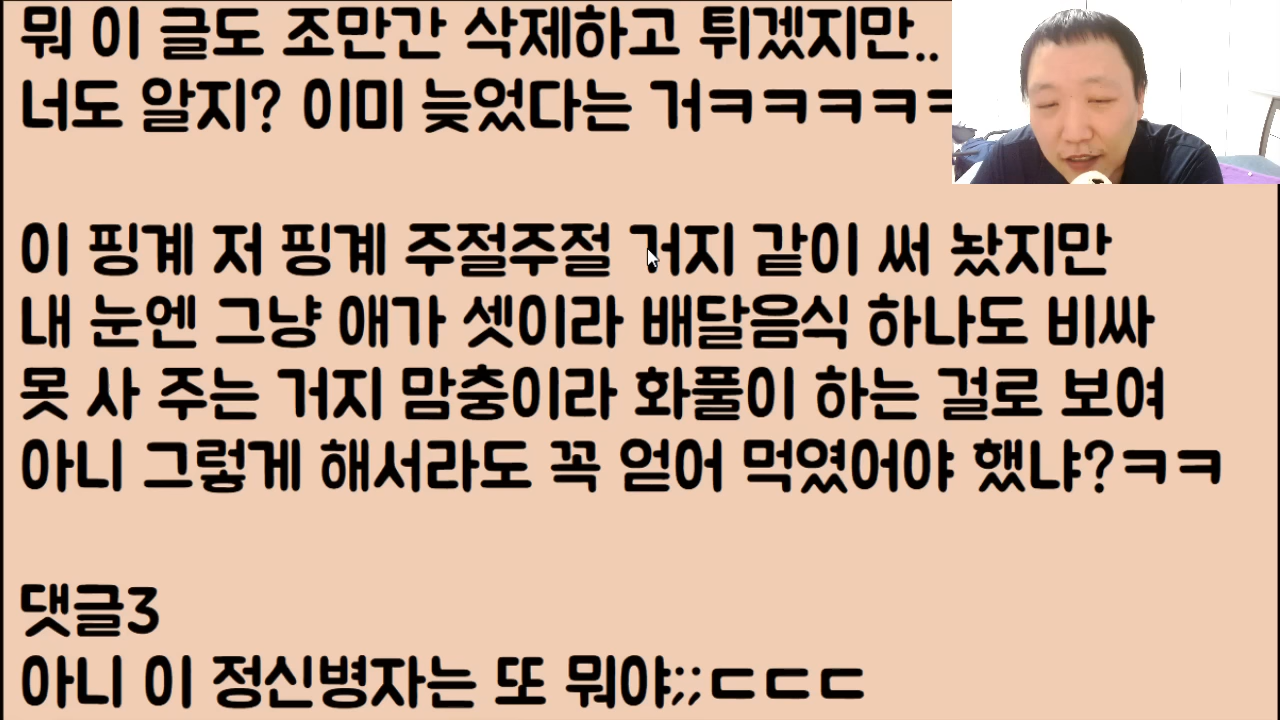 뭐 이 글도 조만간 삭제하고 튀겠지만..
너도 알지? 이미 늦었다는 거ㅋㅋㅋㅋㅋ
이 핑계 저 핑계 주절주절 거지 같이 써 놨지만
내 눈엔 그냥 애가 셋이라 배달음식 하나도 비싸
못 사 주는 거지 맘충이라 화풀이 하는 걸로 보여
아니 그렇게 해서라도 꼭 얻어 먹였어야 했냐?ㅋㅋ
댓글3
아니 이 정신병자는 또 뭐야;;ㄷㄷㄷ